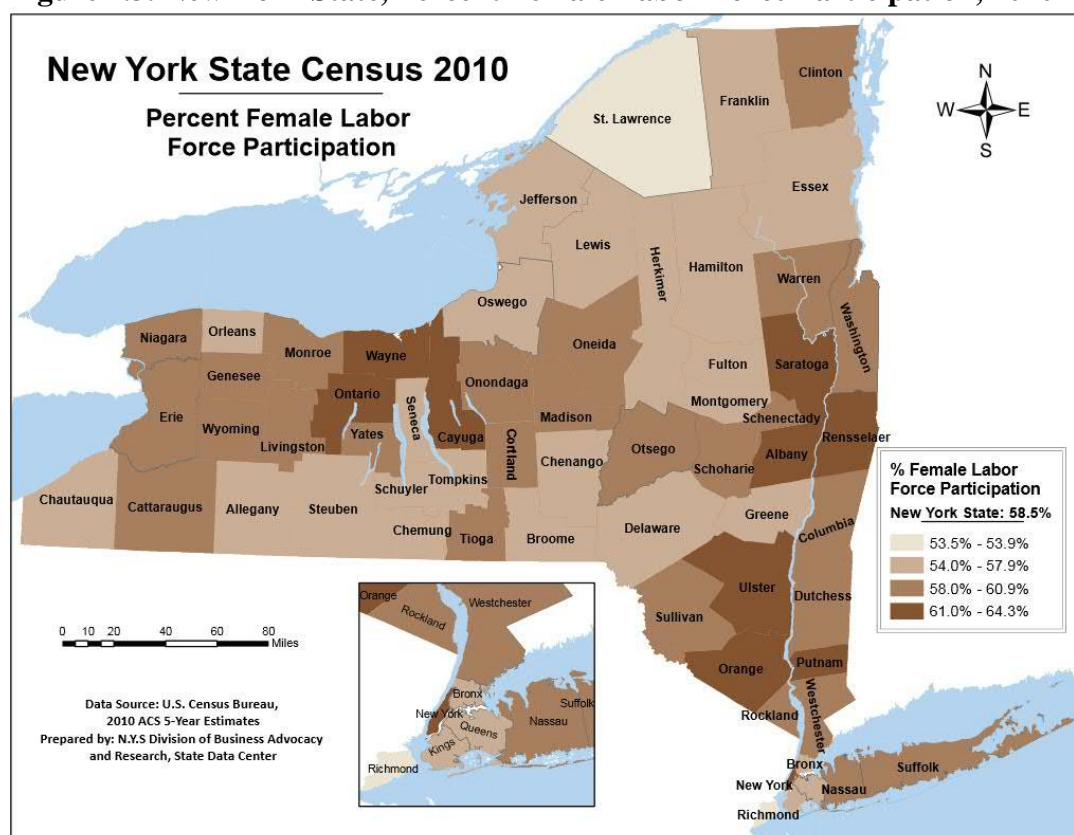 New York State Census 2010
Percent Female Labor
Force Participation
N
W E
S
Clinton
Franklin
St. Lawrence
Essex
Jefferson
Lewis
Herkimer
Hamilton
Warren
Washington
Oswego
Oneida
Niagara
Orleans
Monroe
Wayne
Fulton
Saratoga
Genesee
Onondaga
Ontario
Montgomery
Erie
Seneca
Madison
Schenectady
Wyoming
Livingston
Yates
Cayuga
Cortland
Otsego
Schoharie
Albany
Rensselaer
Chenango
Tompkins
Schuyler
Chautauqua
Cattaraugus
Allegany
Steuben
Chemung
Tioga
Broome
Delaware
Greene
Columbia
Ulster
Dutchess
Sullivan
Orange
Putnam
Rockland
Westchester
Bronx
New York
Nassau
Suffolk
Richmond
% Female Labor
Force Participation
New York State: 58.5%
53.5% - 53.9%
54.0% - 57.9%
58.0% - 60.9%
61.0% - 64.3%
0 10 20 40 60 80
Miles
Data Source: U.S. Census Bureau,
2010 ACS 5-Year Estimates
Prepared by: N.Y.S Division of Business Advocacy
and Research, State Data Center
Orange
Rockland
Westchester
Bronx
New York
Queens
Kings
Nassau
Suffolk
Richmond